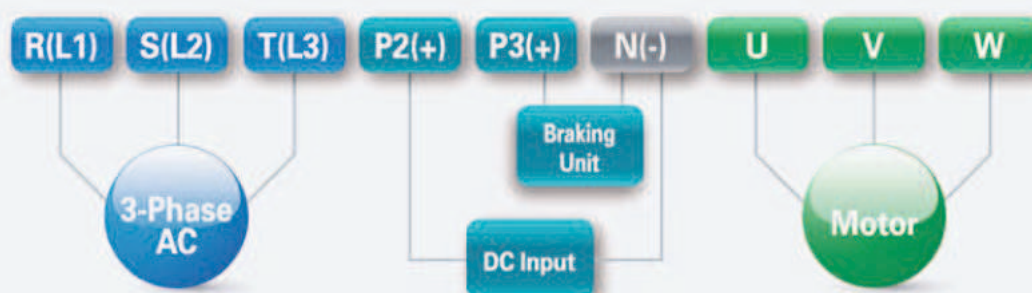 R(L1) S(L2) T(L3) P2(+) P3(+) N(-) U V W
Braking
Unit
3-Phase
AC
Motor
DC Input